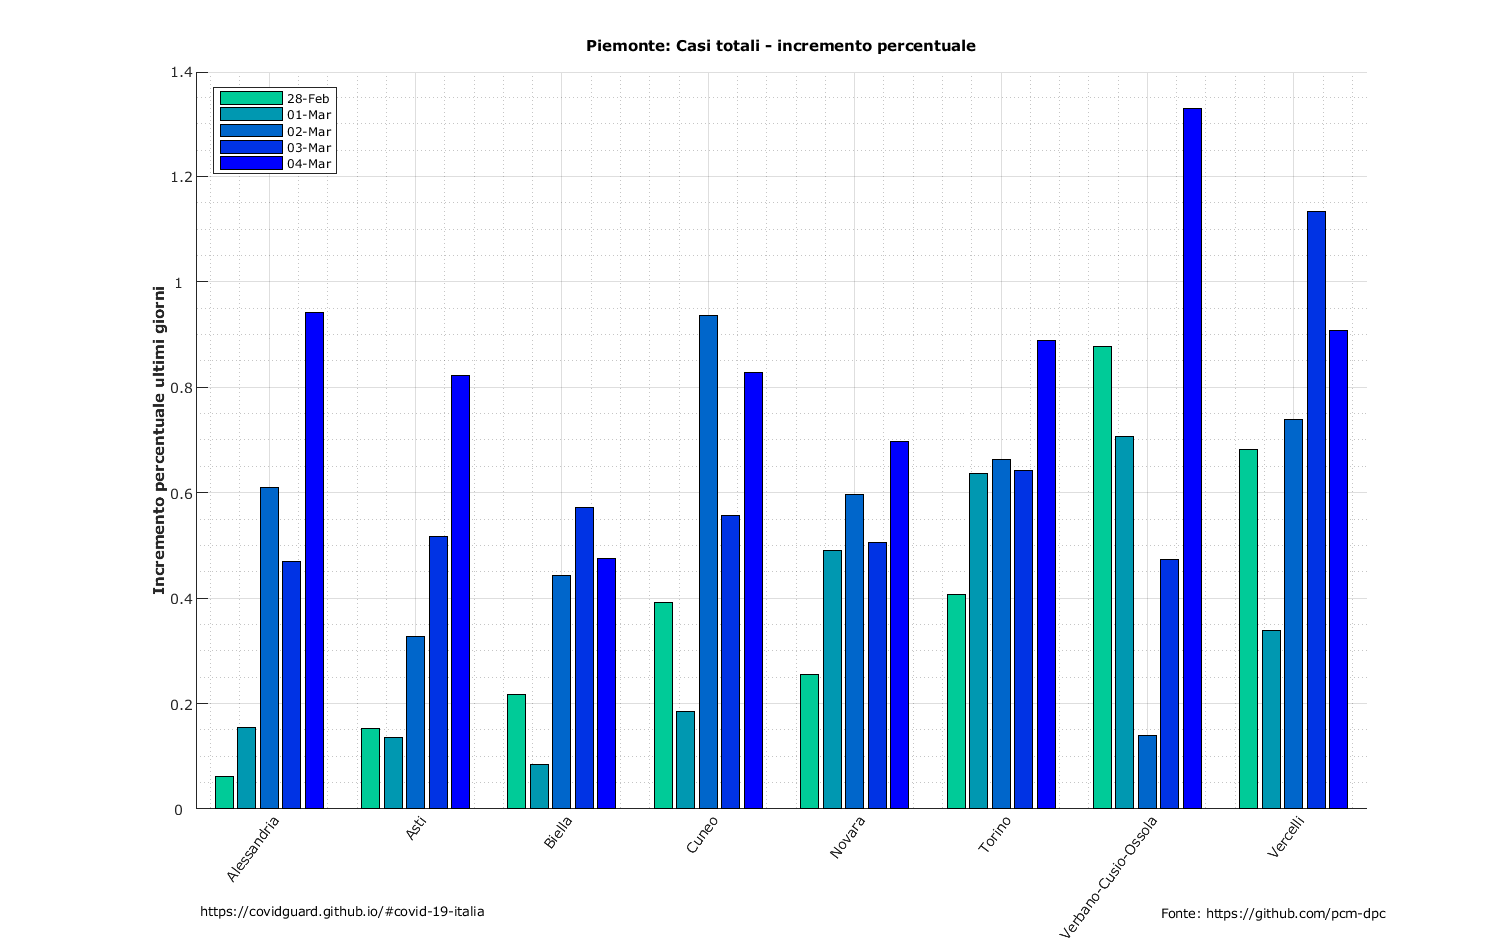 Piemonte: Casi totali - incremento percentuale
1.4
1.2
1
0.8
0.6
0.4
0.2
0
Incremento percentuale ultimi giorni
28-Feb
01-Mar
02-Mar
03-Mar
04-Mar
Alessandria
Asti
Biella
Cuneo
Novara
Torino
Verbano-Cusio-Ossola
Vercelli
https://covidguard.github.io/#covid-19-italia
Fonte: https://github.com/pcm-dpc